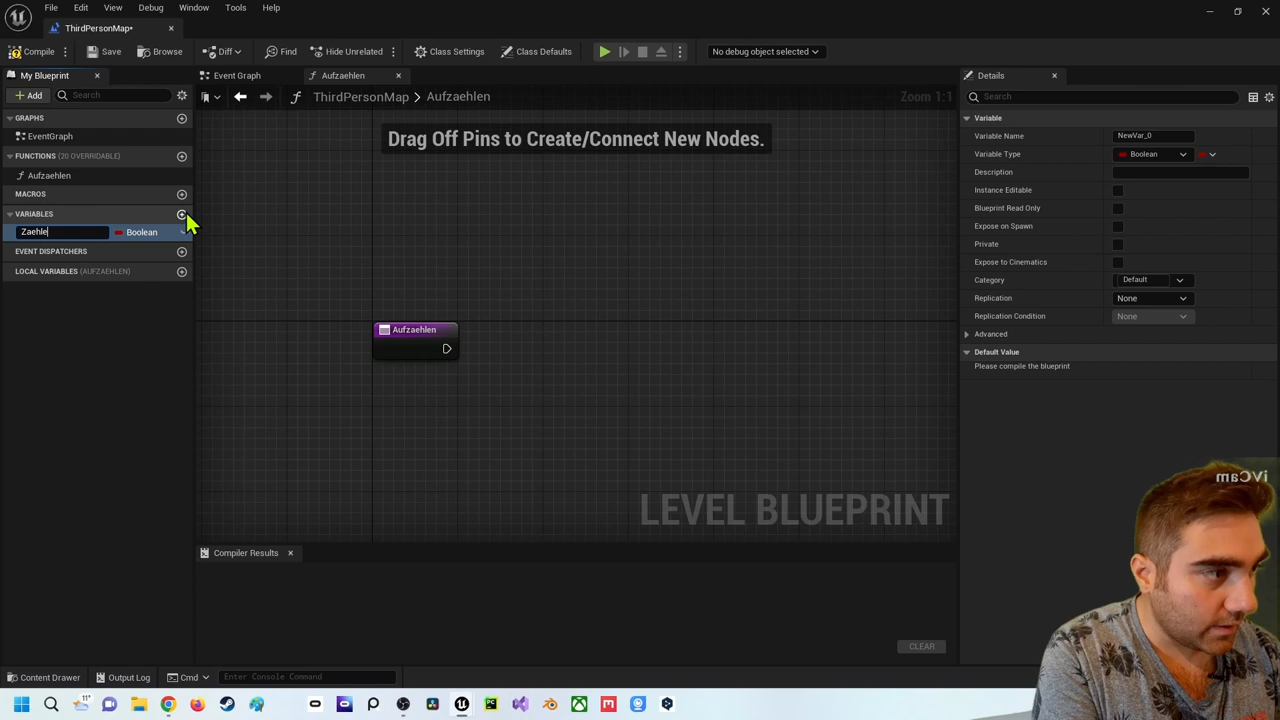 File Edit View Debug Window Tools Help
ThirdPersonMap*
Compile Save Browse Diff Find Hide Unrelated Class Settings Class Defaults No debug object selected
My Blueprint Event Graph Aufzaehlen Details
Add Search ThirdPersonMap > Aufzaehlen Zoom 1:1 Search
GRAPHS
EventGraph
FUNCTIONS (20 OVERRIDABLE)
Aufzaehlen
MACROS
VARIABLES
Zaehle Boolean
EVENT DISPATCHERS
LOCAL VARIABLES (AUFZAEHLEN)
Drag Off Pins to Create/Connect New Nodes.
Aufzaehlen
LEVEL BLUEPRINT
Variable
Variable Name NewVar_0
Variable Type Boolean
Description
Instance Editable
Blueprint Read Only
Expose on Spawn
Private
Expose to Cinematics
Category Default
Replication None
Replication Condition None
Advanced
Default Value
Please compile the blueprint
iVCam
Compiler Results
CLEAR
Content Drawer Output Log Cmd Enter Console Command
11°